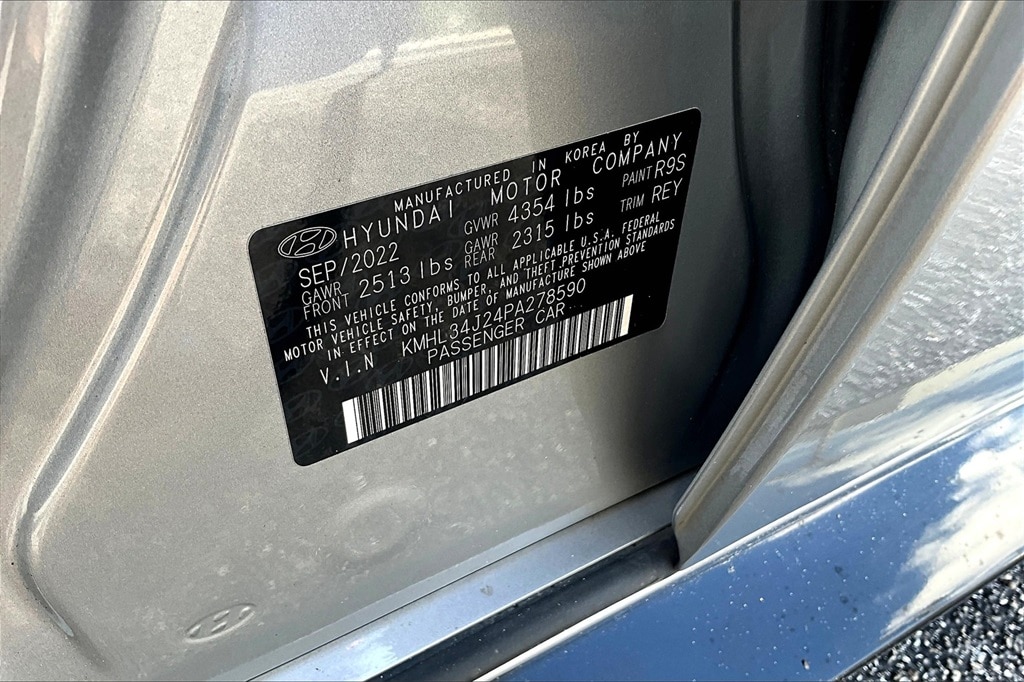 MANUFACTURED IN KOREA BY
HYUNDAI MOTOR COMPANY
SEP/2022 GVWR 4354 lbs PAINT R9S
GAWR FRONT 2513 lbs GAWR REAR 2315 lbs TRIM REY
THIS VEHICLE CONFORMS TO ALL APPLICABLE U.S.A. FEDERAL
MOTOR VEHICLE SAFETY, BUMPER, AND THEFT PREVENTION STANDARDS
IN EFFECT ON THE DATE OF MANUFACTURE SHOWN ABOVE
V.I.N KMHL34J24PA278590
PASSENGER CAR